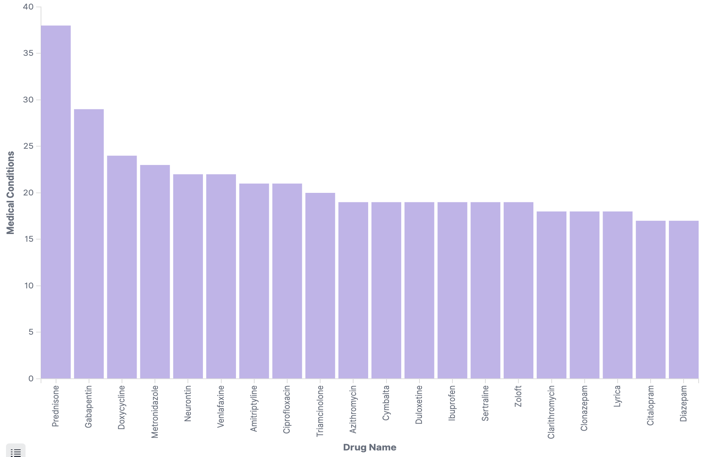 40
35
30
25
20
15
10
5
0
Medical Conditions
Prednisone
Gabapentin
Doxycycline
Metronidazole
Neurontin
Venlafaxine
Amitriptyline
Ciprofloxacin
Triamcinolone
Azithromycin
Cymbalta
Duloxetine
Ibuprofen
Sertraline
Zoloft
Clarithromycin
Clonazepam
Lyrica
Citalopram
Diazepam
Drug Name